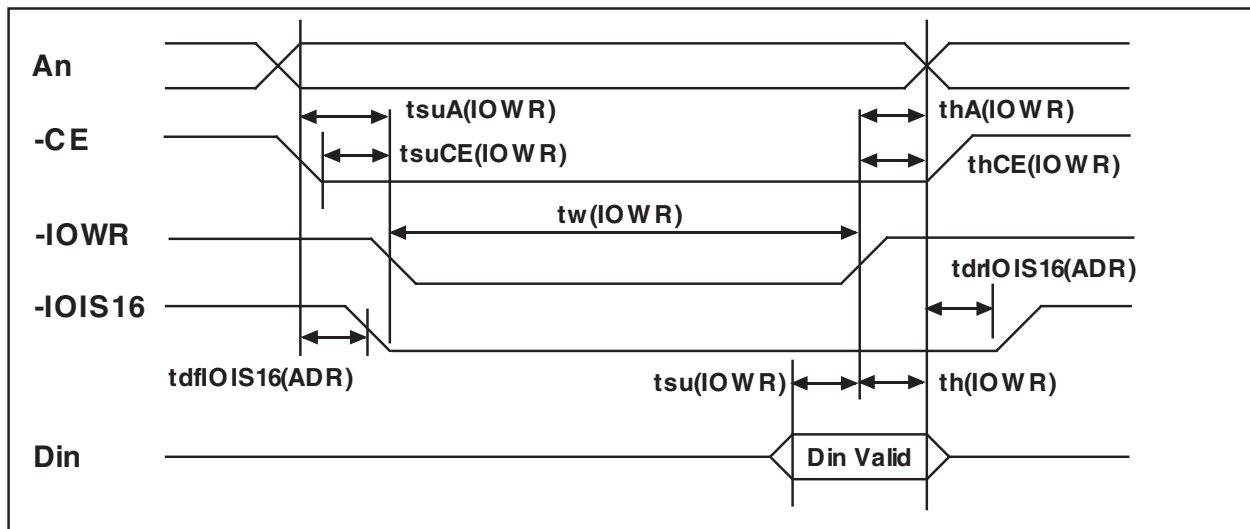 An
tsuA(IOWR)
thA(IOWR)
-CE
tsuCE(IOWR)
thCE(IOWR)
tw(IOWR)
-IOWR
tdrIOIS16(ADR)
-IOIS16
tdfIOIS16(ADR)
tsu(IOWR)
th(IOWR)
Din
Din Valid